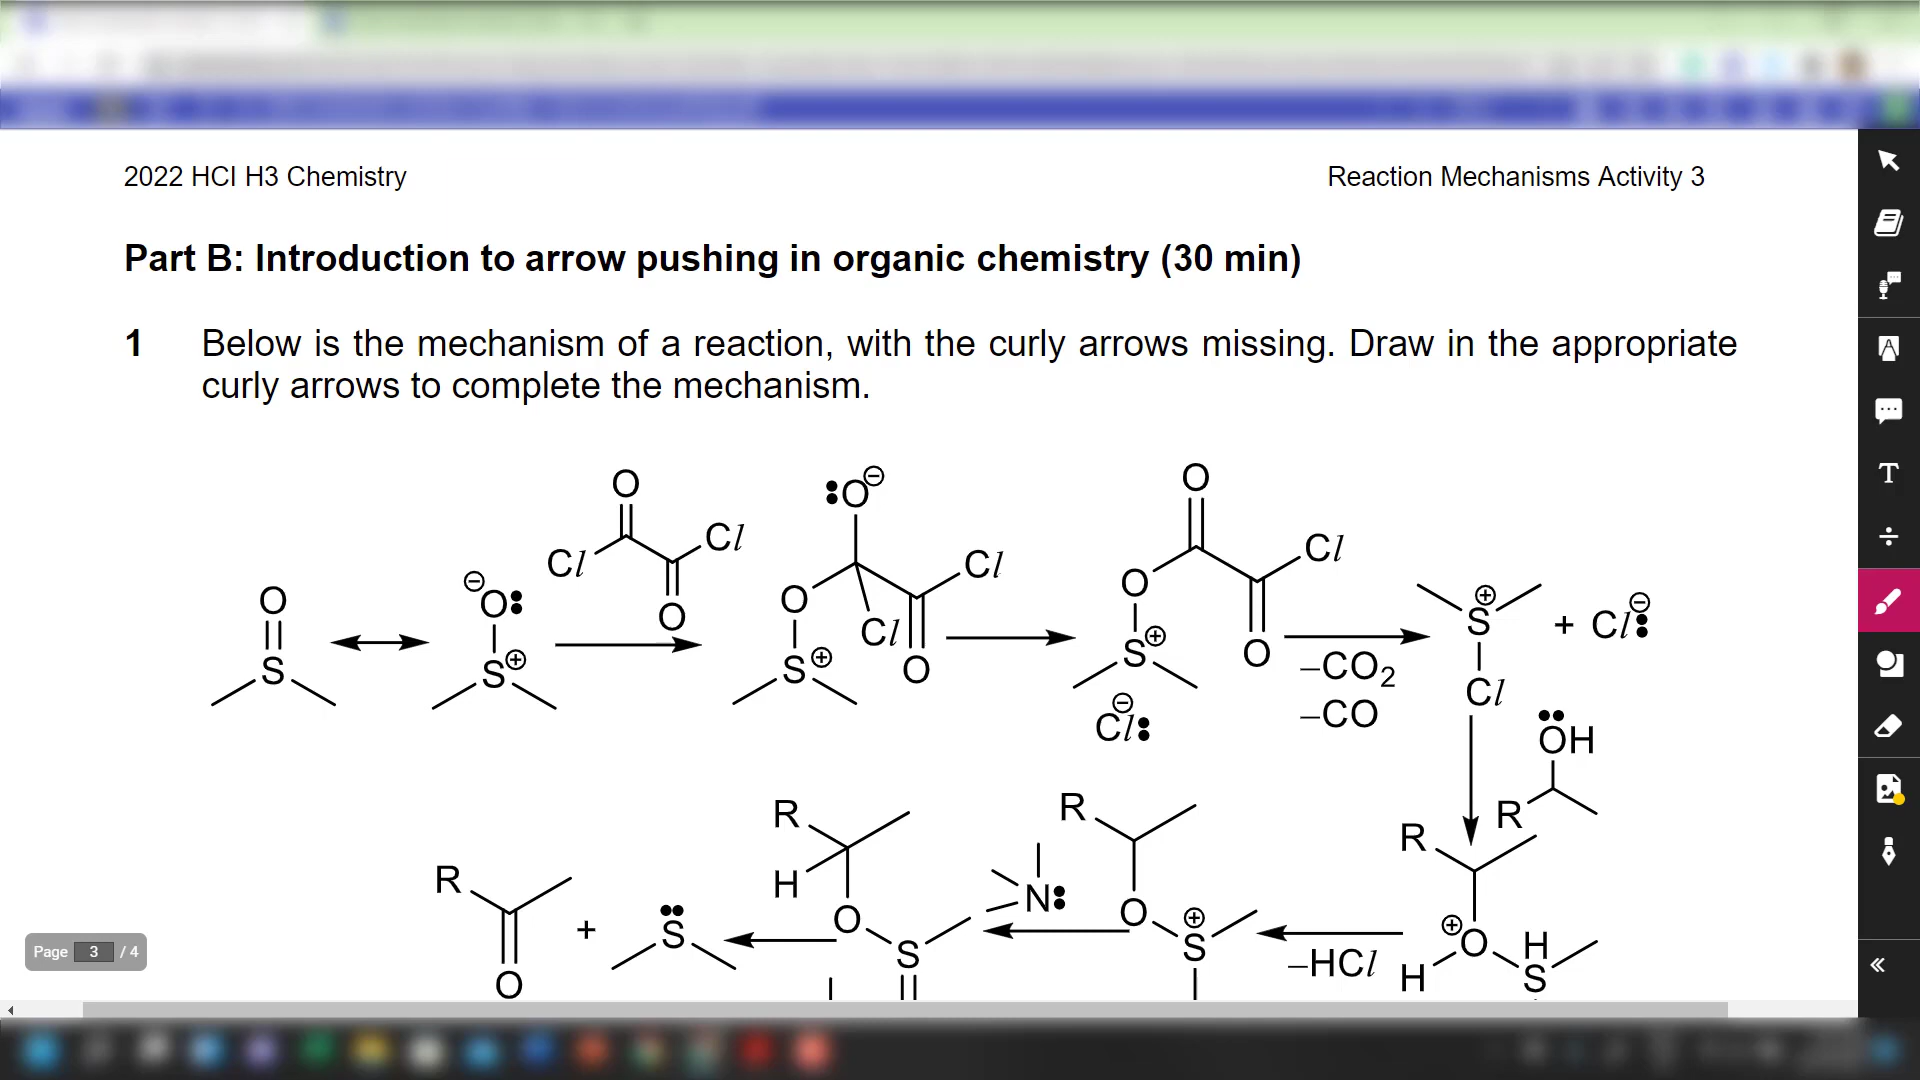 2022 HCI H3 Chemistry
Reaction Mechanisms Activity 3
Part B: Introduction to arrow pushing in organic chemistry (30 min)
1 Below is the mechanism of a reaction, with the curly arrows missing. Draw in the appropriate
curly arrows to complete the mechanism.
O
S
⊖
O:
S ⊕
O
Cl
Cl
O
:O ⊖
O
Cl
Cl
O
S ⊕
O
O
Cl
O
S ⊕
⊖
Cl:
–CO₂
–CO
⊕
S
Cl
+ Cl: ⊖
OH
R
R
⊕
O
H
H
S
–HCl
R
O
⊕
S
N:
R
H
O
S
R
O
+
S
Page 3 / 4